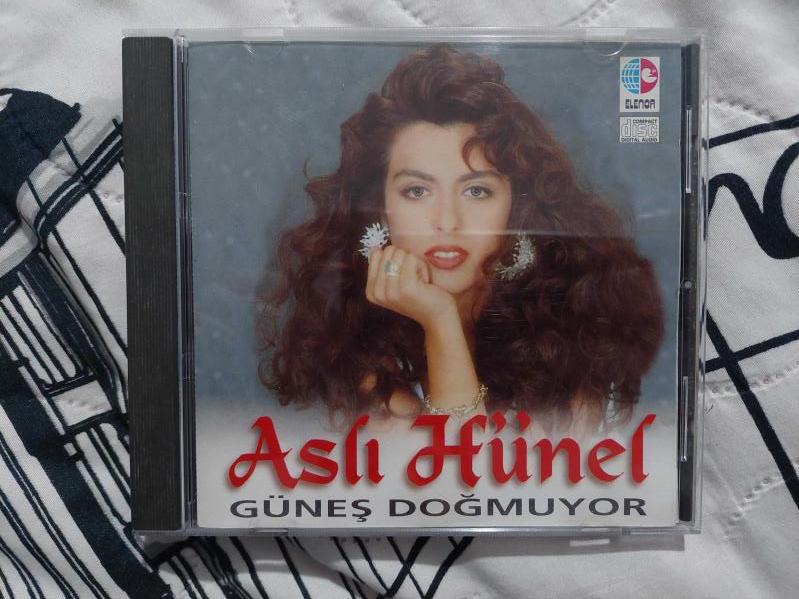 ELENOR
COMPACT
disc
DIGITAL AUDIO
Aslı Hünel
GÜNEŞ DOĞMUYOR